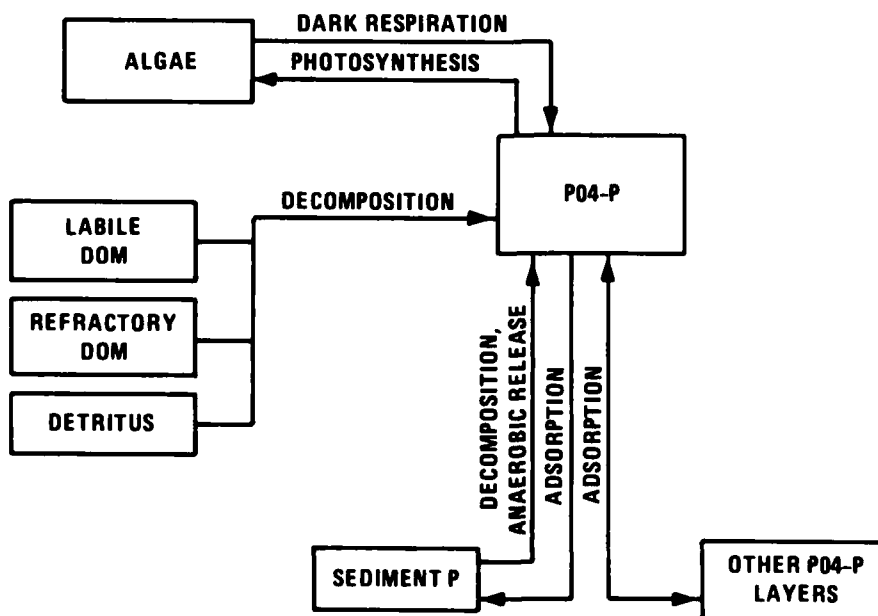 DARK RESPIRATION
ALGAE
PHOTOSYNTHESIS
P04-P
DECOMPOSITION
LABILE
DOM
REFRACTORY
DOM
DETRITUS
DECOMPOSITION,
ANAEROBIC RELEASE
ADSORPTION
ADSORPTION
SEDIMENT P
OTHER P04-P
LAYERS